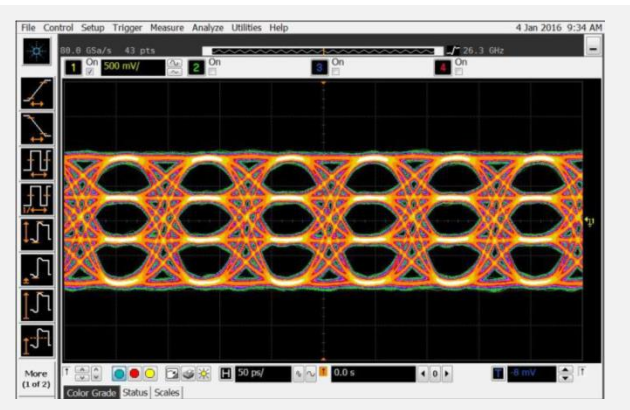 File Control Setup Trigger Measure Analyze Utilities Help 4 Jan 2016 9:34 AM
80.0 GSa/s 43 pts 26.3 GHz
1 On 500 mV/ 2 On 3 On 4 On
More
(1 of 2)
H 50 ps/ 0.0 s 0 T -8 mV T
Color Grade Status Scales